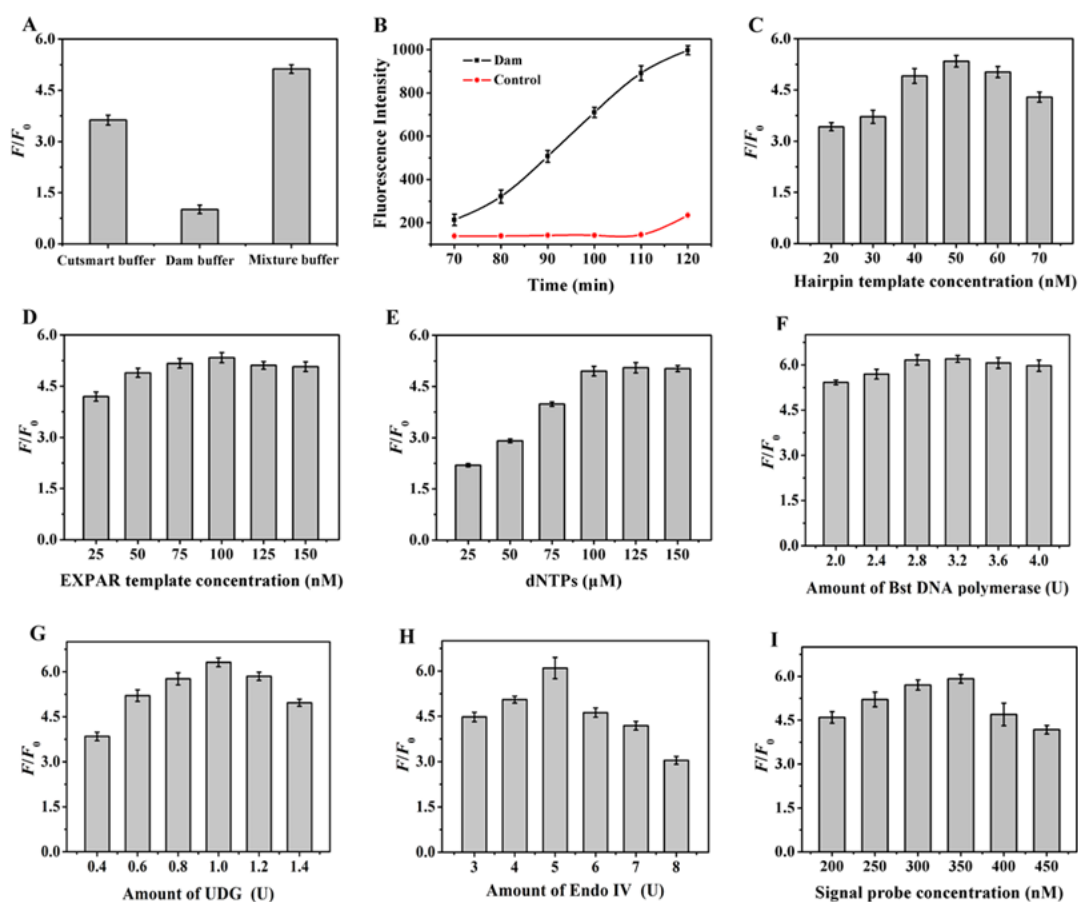 A
6.0
4.5
3.0
1.5
0.0
F/F0
Cutsmart buffer Dam buffer Mixture buffer
B
1000
800
600
400
200
Fluorescence Intensity
Dam
Control
70 80 90 100 110 120
Time (min)
C
6.0
4.5
3.0
1.5
0.0
F/F0
20 30 40 50 60 70
Hairpin template concentration (nM)
D
6.0
4.5
3.0
1.5
0.0
F/F0
25 50 75 100 125 150
EXPAR template concentration (nM)
E
6.0
4.5
3.0
1.5
0.0
F/F0
25 50 75 100 125 150
dNTPs (μM)
F
6.0
4.5
3.0
1.5
0.0
F/F0
2.0 2.4 2.8 3.2 3.6 4.0
Amount of Bst DNA polymerase (U)
G
6.0
4.5
3.0
1.5
0.0
F/F0
0.4 0.6 0.8 1.0 1.2 1.4
Amount of UDG (U)
H
6.0
4.5
3.0
1.5
0.0
F/F0
3 4 5 6 7 8
Amount of Endo IV (U)
I
6.0
4.5
3.0
1.5
0.0
F/F0
200 250 300 350 400 450
Signal probe concentration (nM)